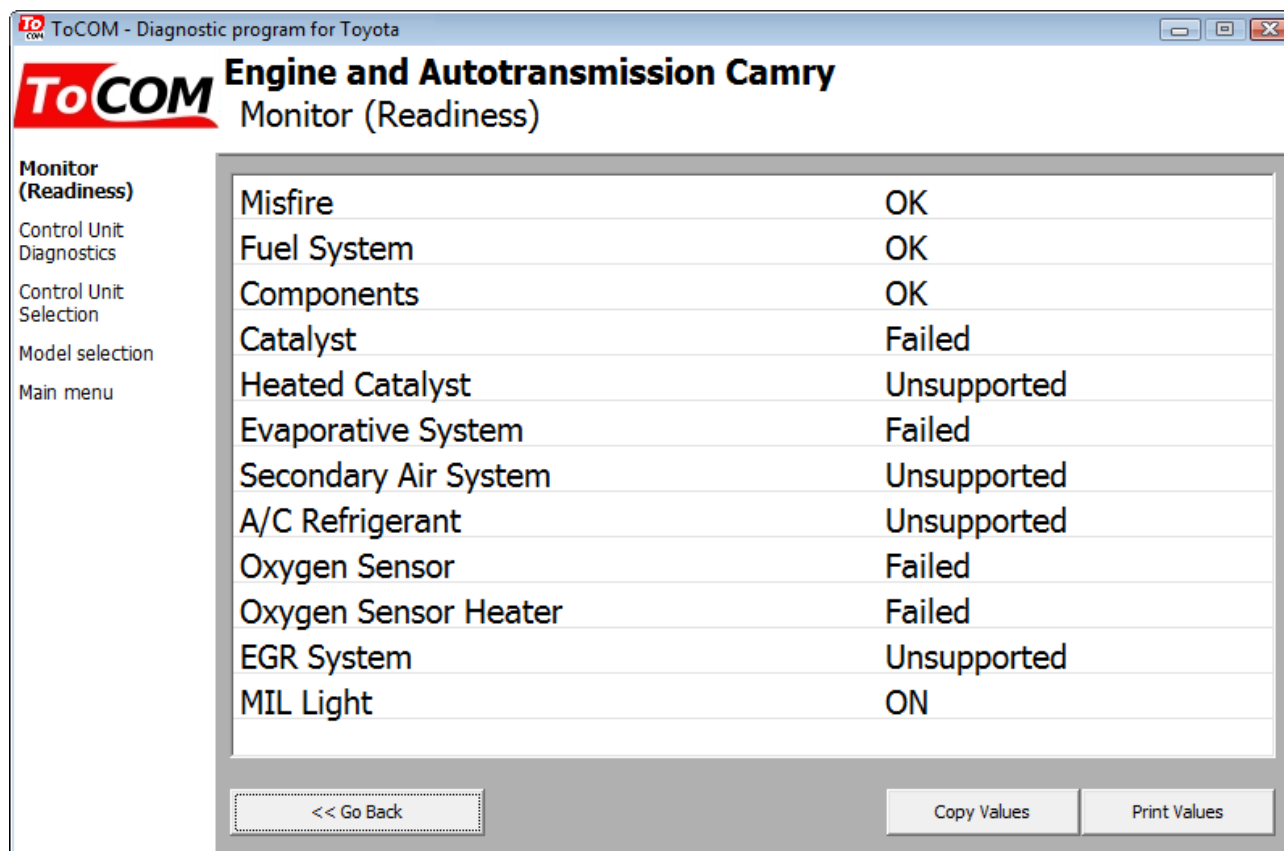 To
COM
ToCOM - Diagnostic program for Toyota
ToCOM
Engine and Autotransmission Camry
Monitor (Readiness)
Monitor
(Readiness)
Control Unit
Diagnostics
Control Unit
Selection
Model selection
Main menu
Misfire OK
Fuel System OK
Components OK
Catalyst Failed
Heated Catalyst Unsupported
Evaporative System Failed
Secondary Air System Unsupported
A/C Refrigerant Unsupported
Oxygen Sensor Failed
Oxygen Sensor Heater Failed
EGR System Unsupported
MIL Light ON
<< Go Back
Copy Values
Print Values